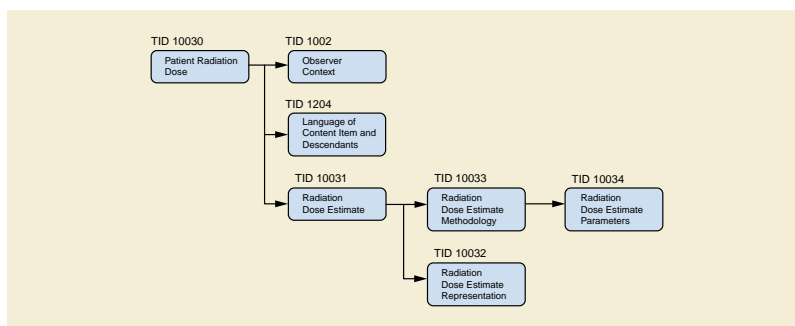 TID 10030
Patient Radiation
Dose
TID 1002
Observer
Context
TID 1204
Language of
Content Item and
Descendants
TID 10031
Radiation
Dose Estimate
TID 10033
Radiation
Dose Estimate
Methodology
TID 10034
Radiation
Dose Estimate
Parameters
TID 10032
Radiation
Dose Estimate
Representation